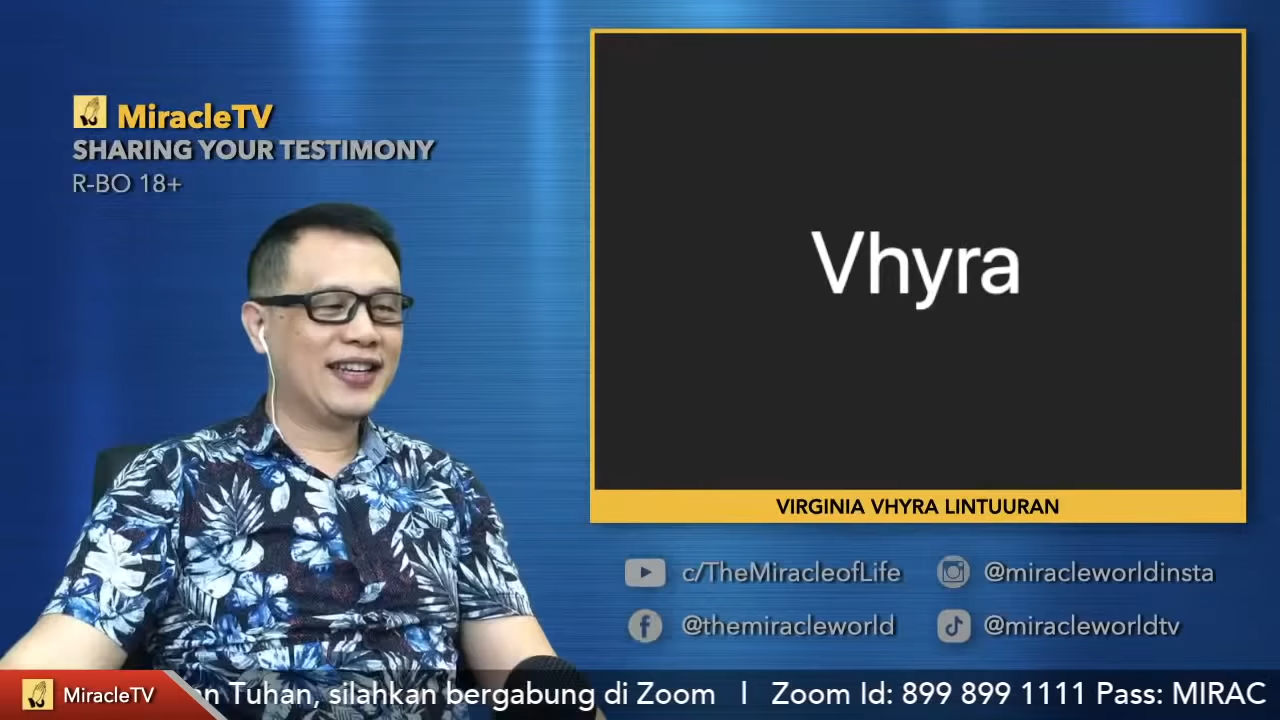 MiracleTV
SHARING YOUR TESTIMONY
R-BO 18+
Vhyra
VIRGINIA VHYRA LINTUURAN
c/TheMiracleofLife
@miracleworldinsta
@themiracleworld
@miracleworldtv
MiracleTV
Tuhan, silahkan bergabung di Zoom | Zoom Id: 899 899 1111 Pass: MIRAC